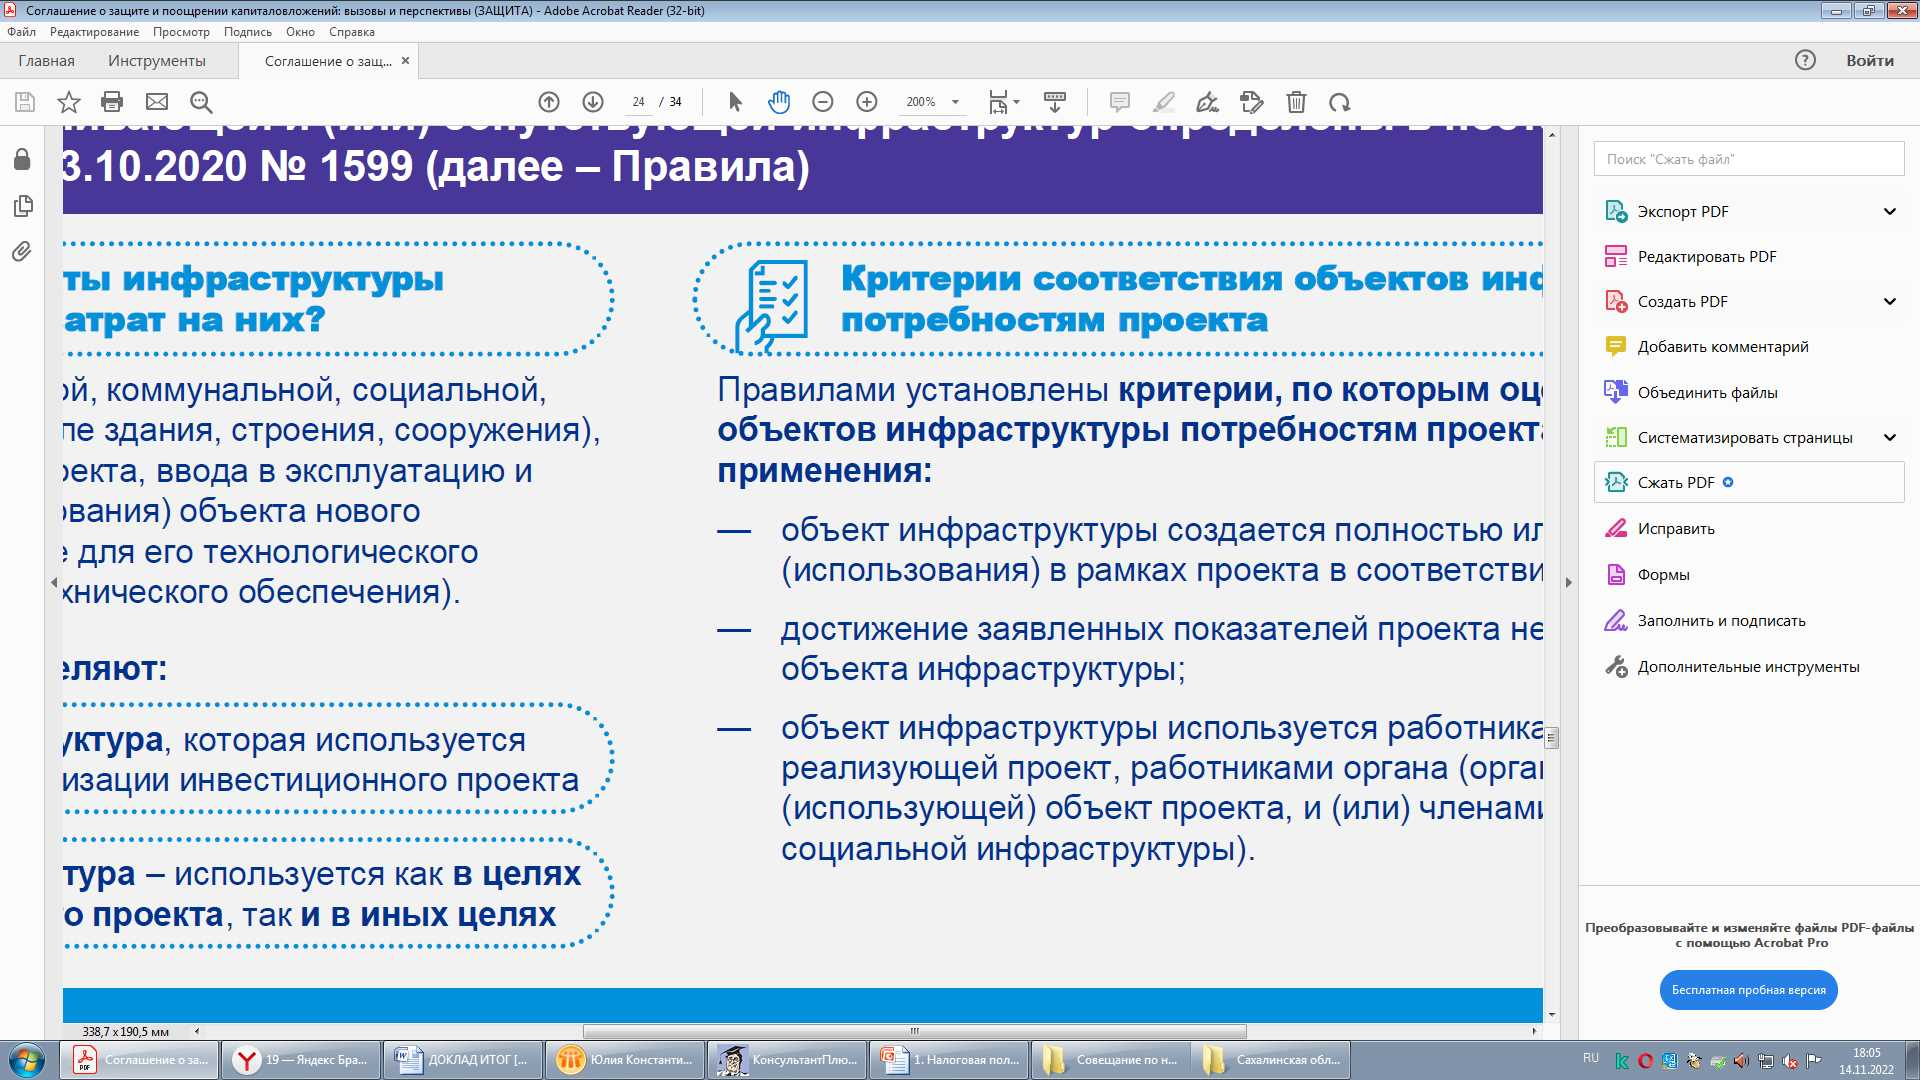 Соглашение о защите и поощрении капиталовложений: вызовы и перспективы (ЗАЩИТА) - Adobe Acrobat Reader (32-bit)
Файл Редактирование Просмотр Подпись Окно Справка
Главная Инструменты Соглашение о защ... × Войти
24 / 34 200%
3.10.2020 № 1599 (далее – Правила)
ты инфраструктуры
атрат на них?
ой, коммунальной, социальной,
ле здания, строения, сооружения),
оекта, ввода в эксплуатацию и
ования) объекта нового
е для его технологического
хнического обеспечения).
еляют:
уктура, которая используется
изации инвестиционного проекта
тура – используется как в целях
о проекта, так и в иных целях
Критерии соответствия объектов инф
потребностям проекта
Правилами установлены критерии, по которым оц
объектов инфраструктуры потребностям проект
применения:
— объект инфраструктуры создается полностью ил
(использования) в рамках проекта в соответстви
— достижение заявленных показателей проекта не
объекта инфраструктуры;
— объект инфраструктуры используется работника
реализующей проект, работниками органа (орган
(использующей) объект проекта, и (или) членами
социальной инфраструктуры).
338,7 x 190,5 мм
Поиск "Сжать файл"
Экспорт PDF
Редактировать PDF
Создать PDF
Добавить комментарий
Объединить файлы
Систематизировать страницы
Сжать PDF
Исправить
Формы
Заполнить и подписать
Дополнительные инструменты
Преобразовывайте и изменяйте файлы PDF-файлы
с помощью Acrobat Pro
Бесплатная пробная версия
Соглашение о за... 19 — Яндекс Бра... ДОКЛАД ИТОГ [... Юлия Константи... КонсультантПлю... 1. Налоговая пол... Совещание по н... Сахалинская обл... RU 18:05
14.11.2022